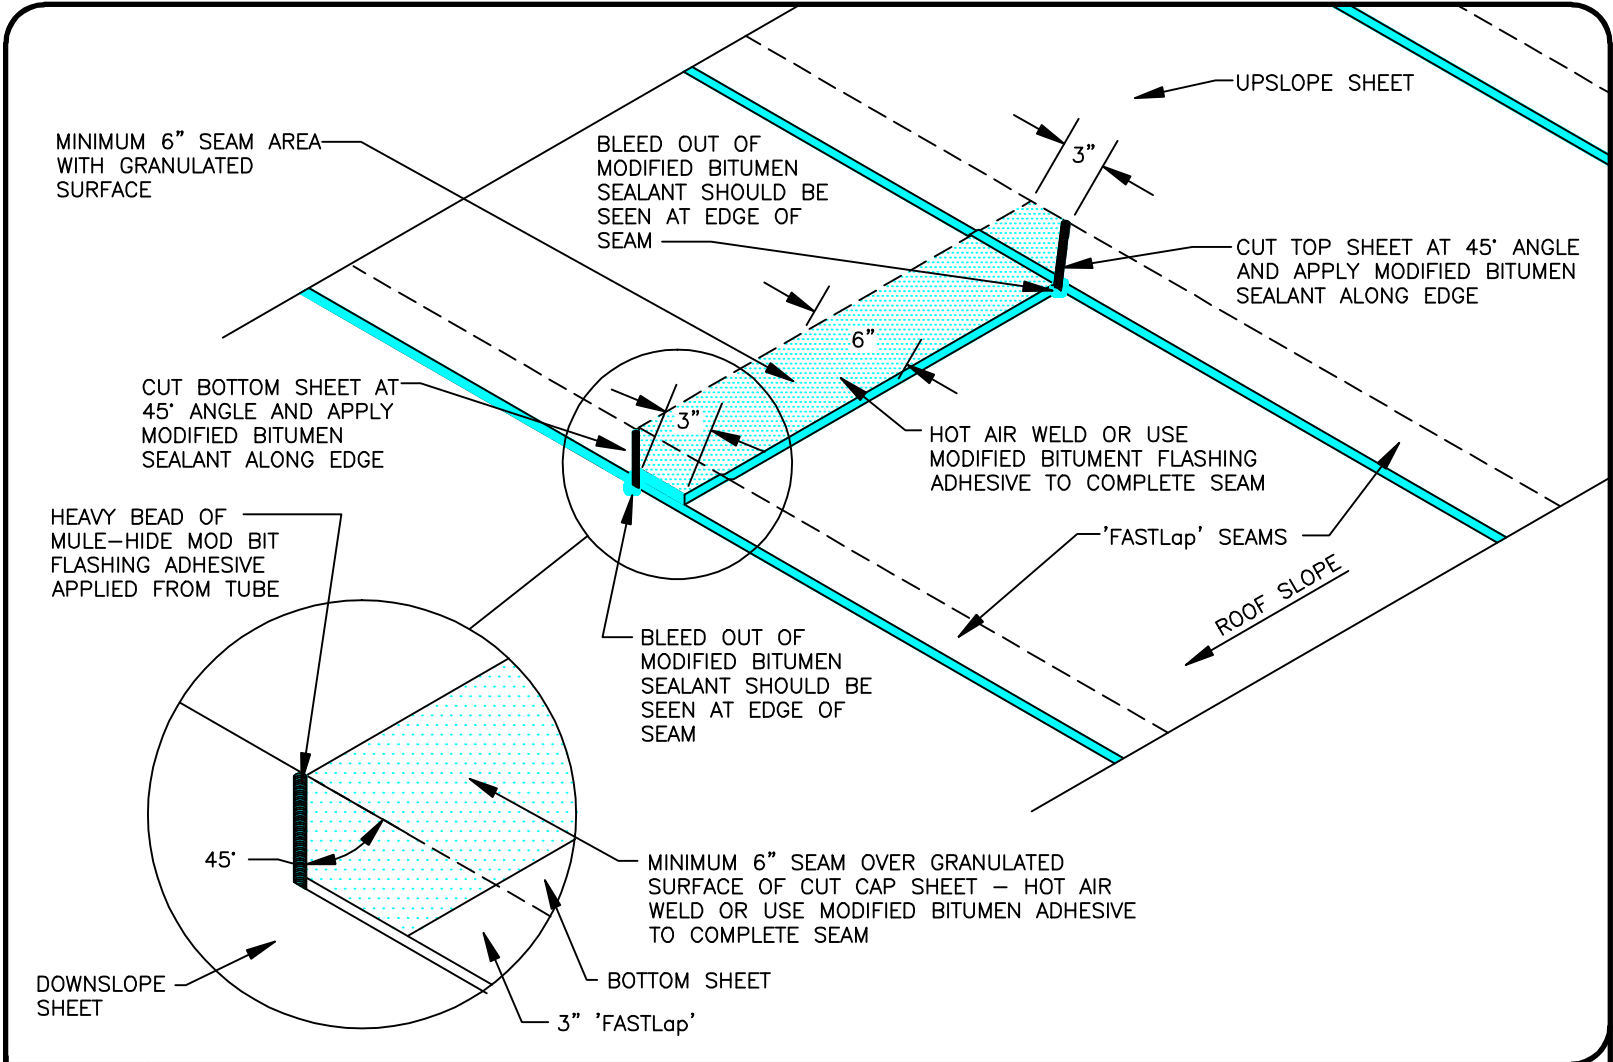 UPSLOPE SHEET
MINIMUM 6” SEAM AREA
WITH GRANULATED
SURFACE
BLEED OUT OF
MODIFIED BITUMEN
SEALANT SHOULD BE
SEEN AT EDGE OF
SEAM
3”
CUT TOP SHEET AT 45° ANGLE
AND APPLY MODIFIED BITUMEN
SEALANT ALONG EDGE
6”
CUT BOTTOM SHEET AT
45° ANGLE AND APPLY
MODIFIED BITUMEN
SEALANT ALONG EDGE
3”
HOT AIR WELD OR USE
MODIFIED BITUMENT FLASHING
ADHESIVE TO COMPLETE SEAM
HEAVY BEAD OF
MULE-HIDE MOD BIT
FLASHING ADHESIVE
APPLIED FROM TUBE
'FASTLap' SEAMS
ROOF SLOPE
BLEED OUT OF
MODIFIED BITUMEN
SEALANT SHOULD BE
SEEN AT EDGE OF
SEAM
45°
MINIMUM 6” SEAM OVER GRANULATED
SURFACE OF CUT CAP SHEET – HOT AIR
WELD OR USE MODIFIED BITUMEN ADHESIVE
TO COMPLETE SEAM
BOTTOM SHEET
DOWNSLOPE
SHEET
3” 'FASTLap'